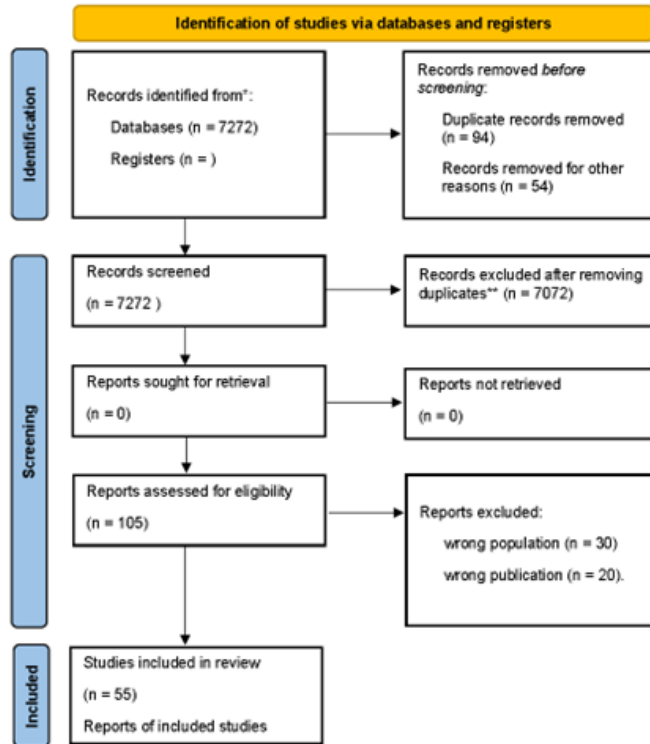 Identification of studies via databases and registers
Identification
Records identified from*:
Databases (n = 7272)
Registers (n = )
Records removed before
screening:
Duplicate records removed
(n = 94)
Records removed for other
reasons (n = 54)
Screening
Records screened
(n = 7272 )
Records excluded after removing
duplicates** (n = 7072)
Reports sought for retrieval
(n = 0)
Reports not retrieved
(n = 0)
Reports assessed for eligibility
(n = 105)
Reports excluded:
wrong population (n = 30)
wrong publication (n = 20).
Included
Studies included in review
(n = 55)
Reports of included studies